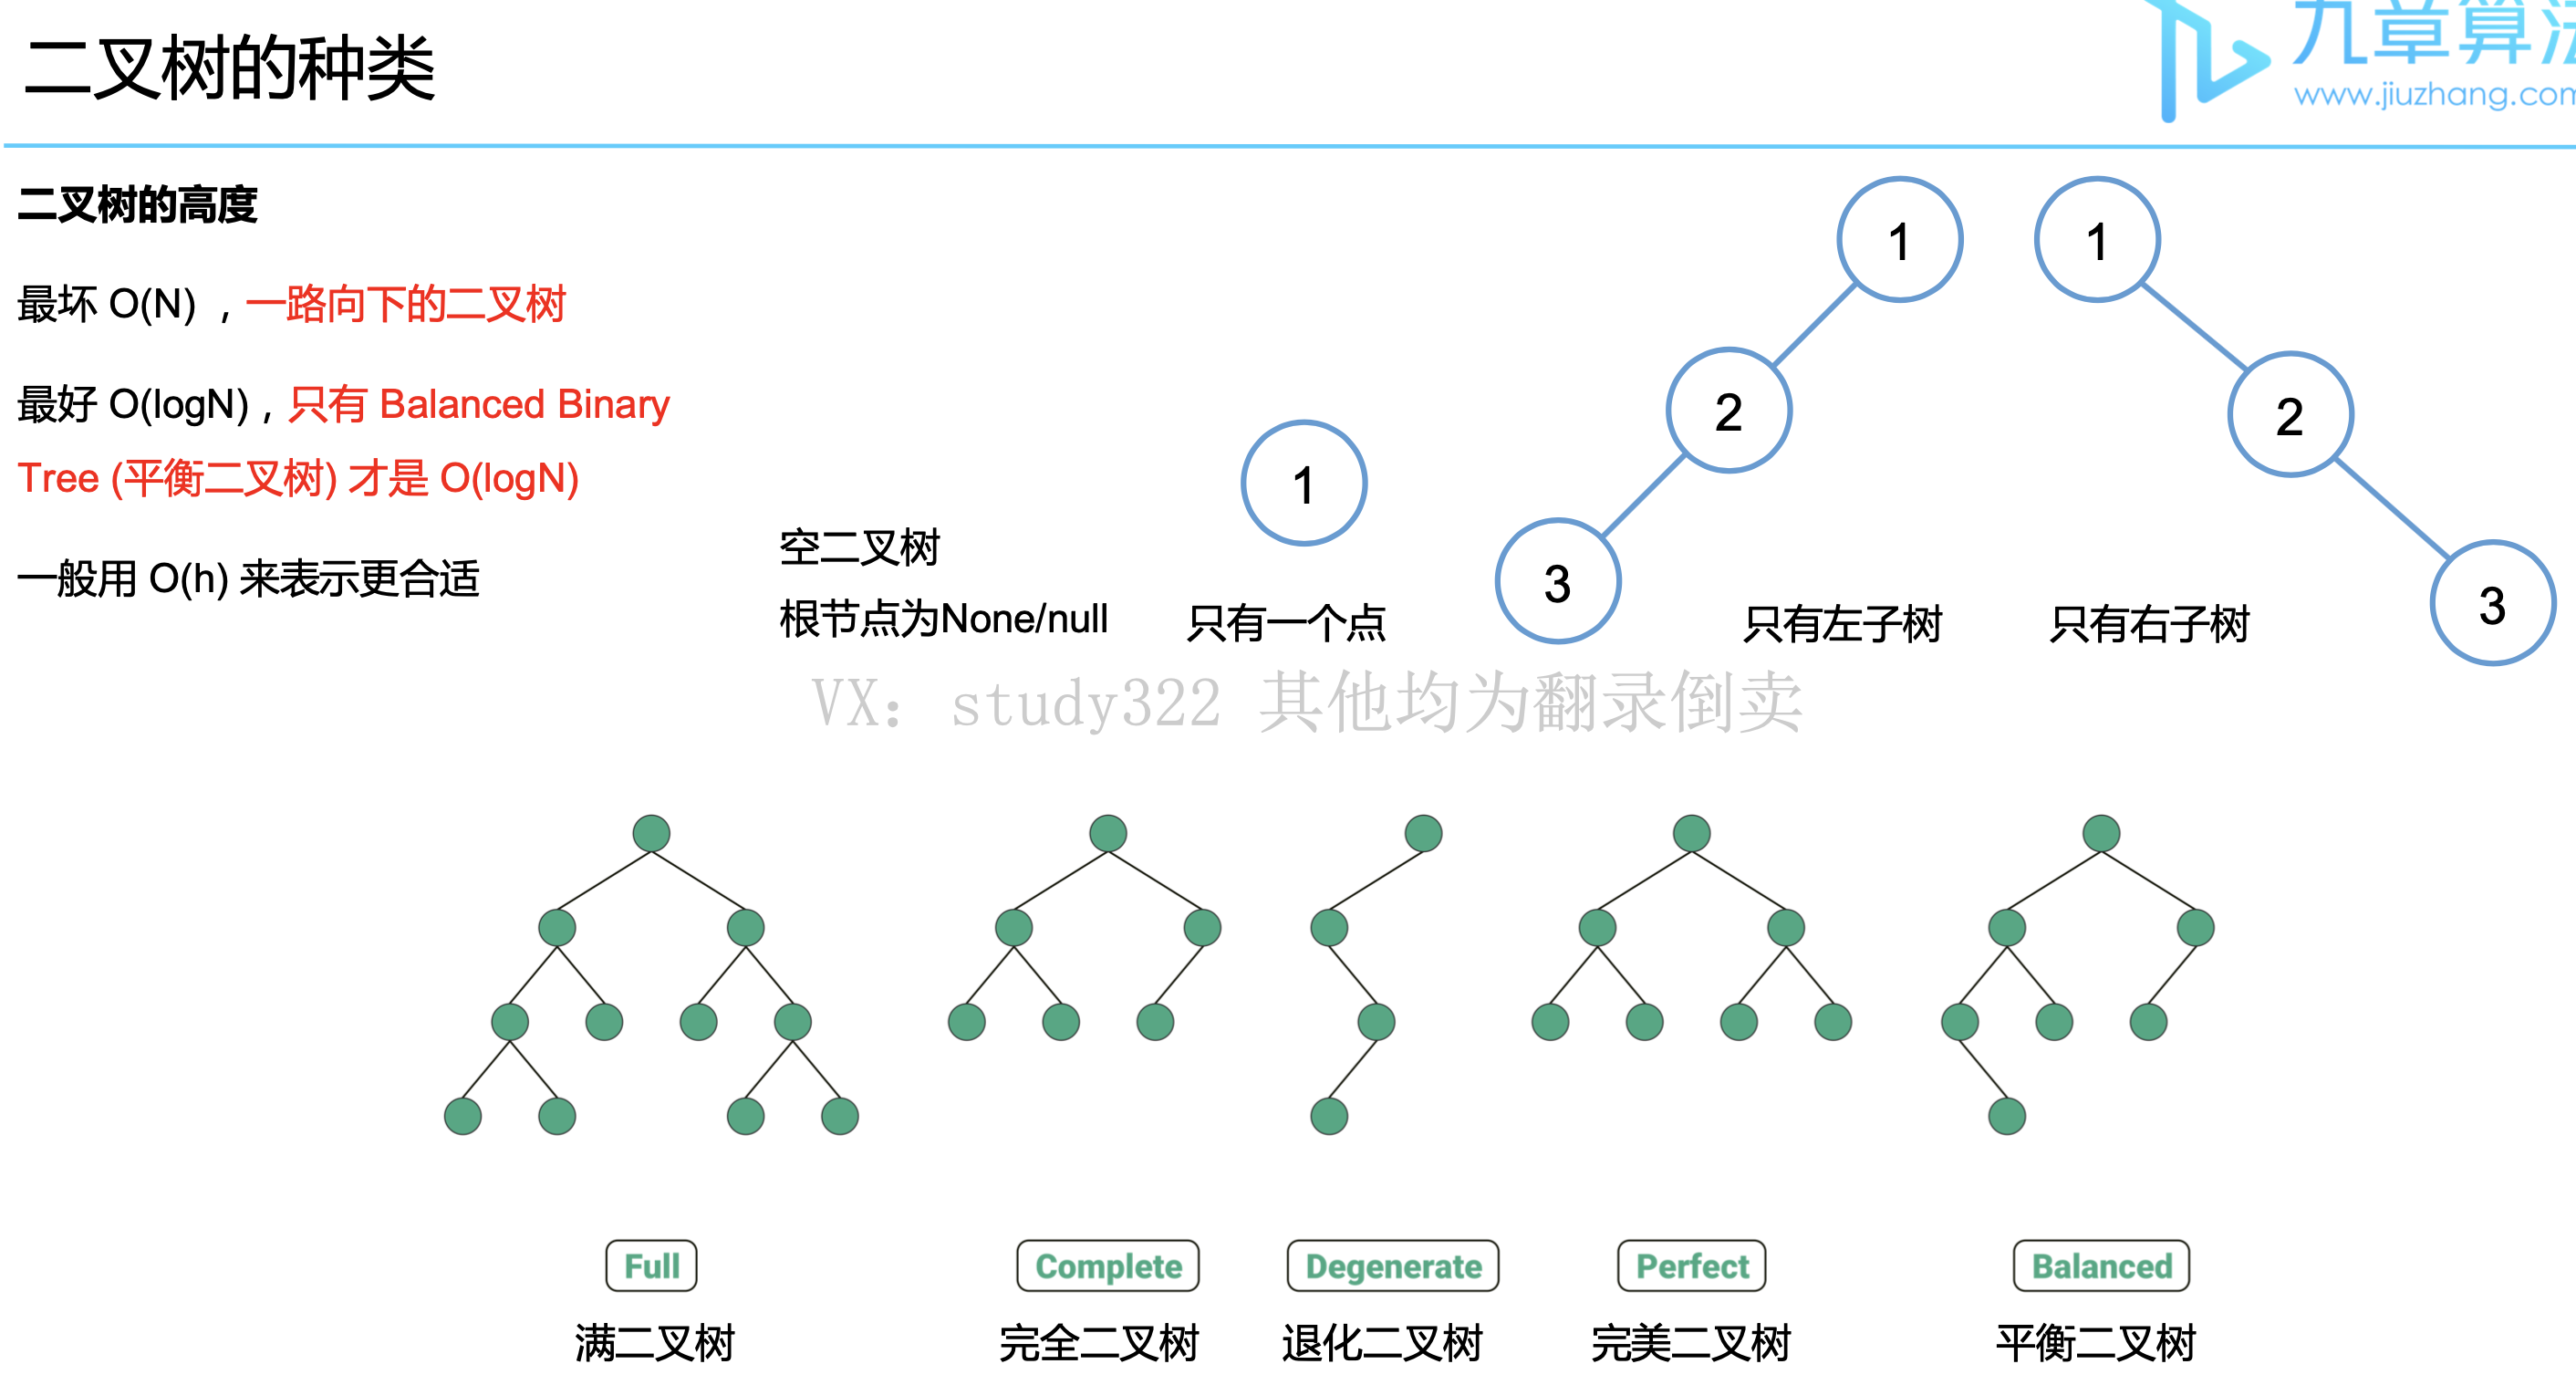 二叉树的种类
九章算法
www.jiuzhang.com
二叉树的高度
最坏 O(N) , 一路向下的二叉树
最好 O(logN) , 只有 Balanced Binary
Tree (平衡二叉树) 才是 O(logN)
一般用 O(h) 来表示更合适
空二叉树
根节点为None/null
1
只有一个点
1
2
3
只有左子树
1
2
3
只有右子树
VX: study322 其他均为翻录倒卖
Full
Complete
Degenerate
Perfect
Balanced
满二叉树
完全二叉树
退化二叉树
完美二叉树
平衡二叉树